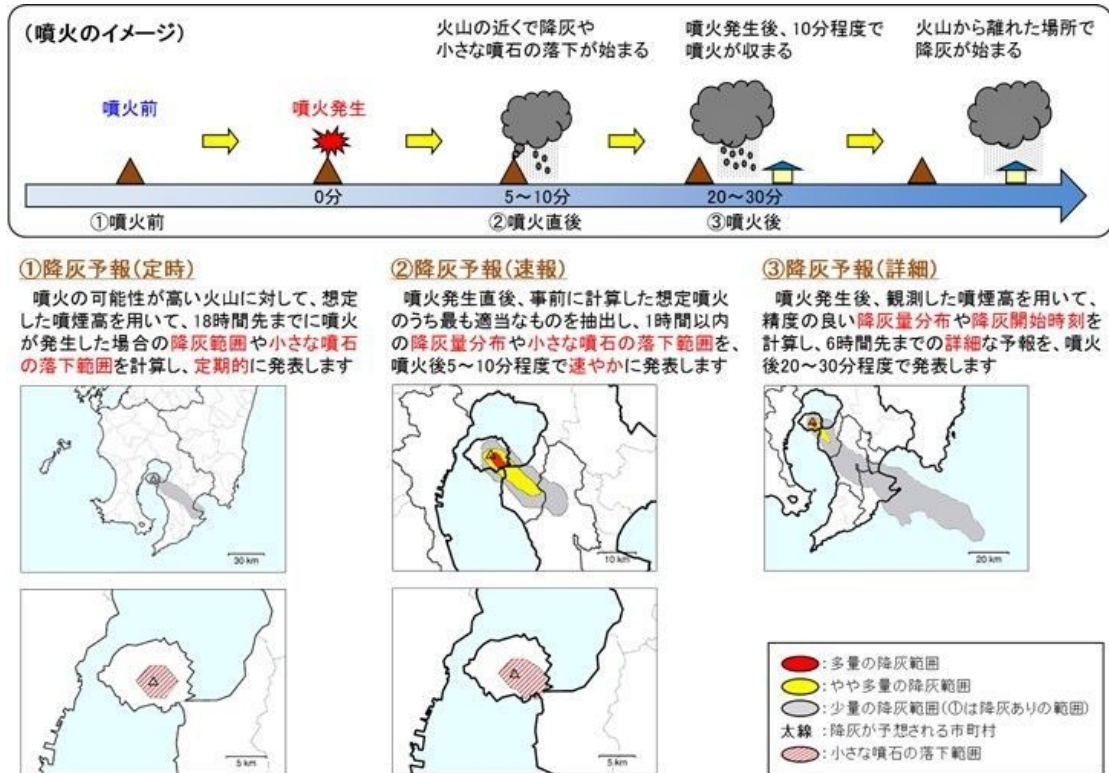 (噴火のイメージ)
火山の近くで降灰や
小さな噴石の落下が始まる
噴火発生後、10分程度で
噴火が収まる
火山から離れた場所で
降灰が始まる
噴火前
噴火発生
0分
5～10分
20～30分
①噴火前
②噴火直後
③噴火後
①降灰予報(定時)
噴火の可能性が高い火山に対して、想定
した噴煙高を用いて、18時間先までに噴火
が発生した場合の降灰範囲や小さな噴石
の落下範囲を計算し、定期的に発表します
30 km
5 km
②降灰予報(速報)
噴火発生直後、事前に計算した想定噴火
のうち最も適当なものを抽出し、1時間以内
の降灰量分布や小さな噴石の落下範囲を、
噴火後5～10分程度で速やかに発表します
10 km
5 km
③降灰予報(詳細)
噴火発生後、観測した噴煙高を用いて、
精度の良い降灰量分布や降灰開始時刻を
計算し、6時間先までの詳細な予報を、噴火
後20～30分程度で発表します
20 km
：多量の降灰範囲
：やや多量の降灰範囲
：少量の降灰範囲(①は降灰ありの範囲)
太線：降灰が予想される市町村
：小さな噴石の落下範囲